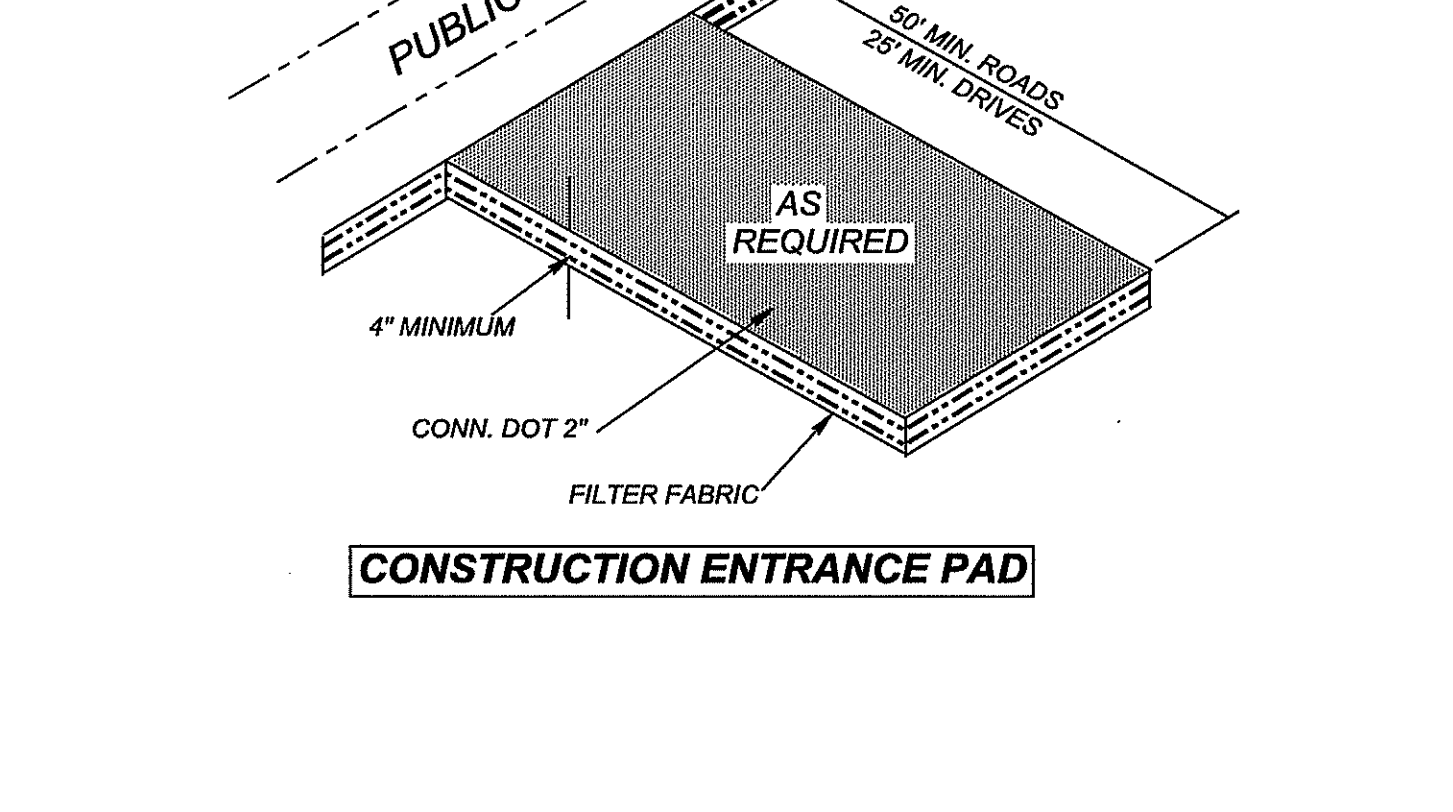 PUBLIC
50' MIN. ROADS
25' MIN. DRIVES
AS
REQUIRED
4" MINIMUM
CONN. DOT 2"
FILTER FABRIC
CONSTRUCTION ENTRANCE PAD